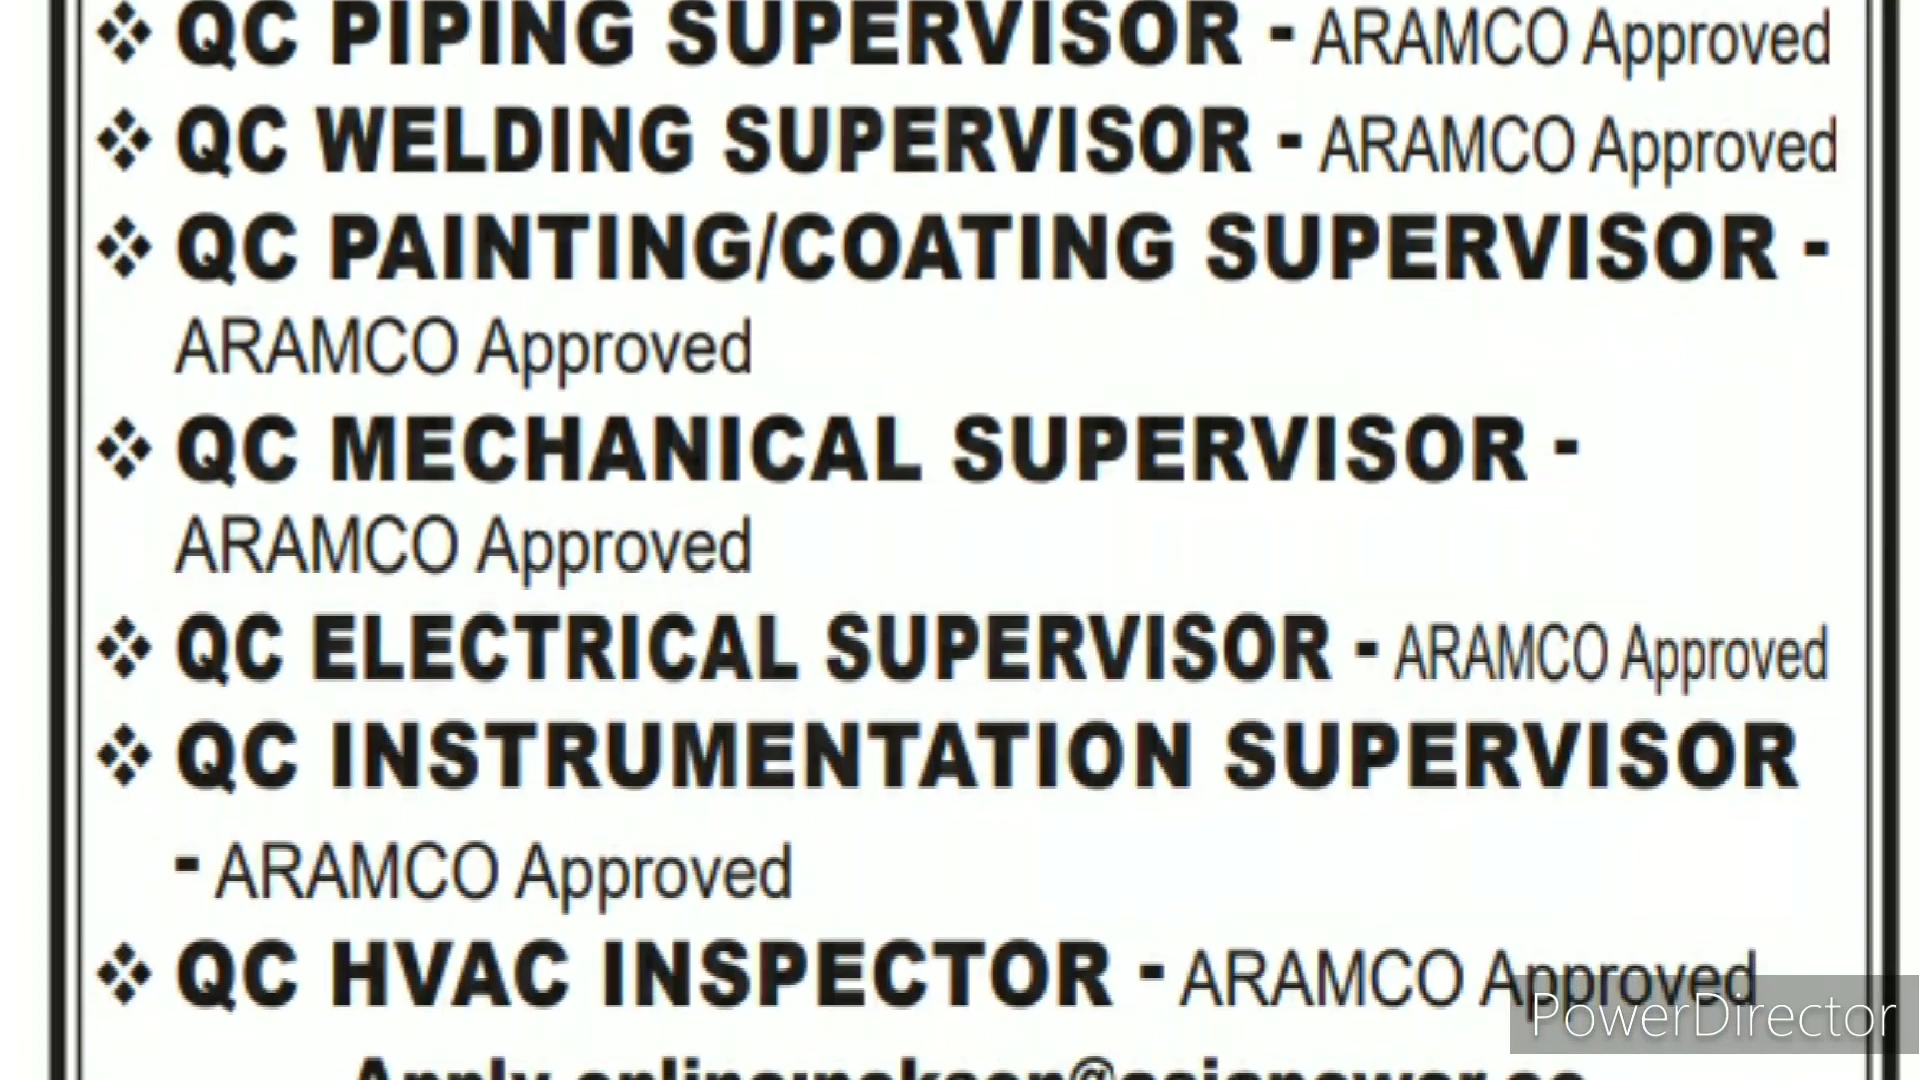 ❖ QC PIPING SUPERVISOR - ARAMCO Approved
❖ QC WELDING SUPERVISOR - ARAMCO Approved
❖ QC PAINTING/COATING SUPERVISOR -
ARAMCO Approved
❖ QC MECHANICAL SUPERVISOR -
ARAMCO Approved
❖ QC ELECTRICAL SUPERVISOR - ARAMCO Approved
❖ QC INSTRUMENTATION SUPERVISOR
- ARAMCO Approved
❖ QC HVAC INSPECTOR - ARAMCO Approved
PowerDirector
Apply